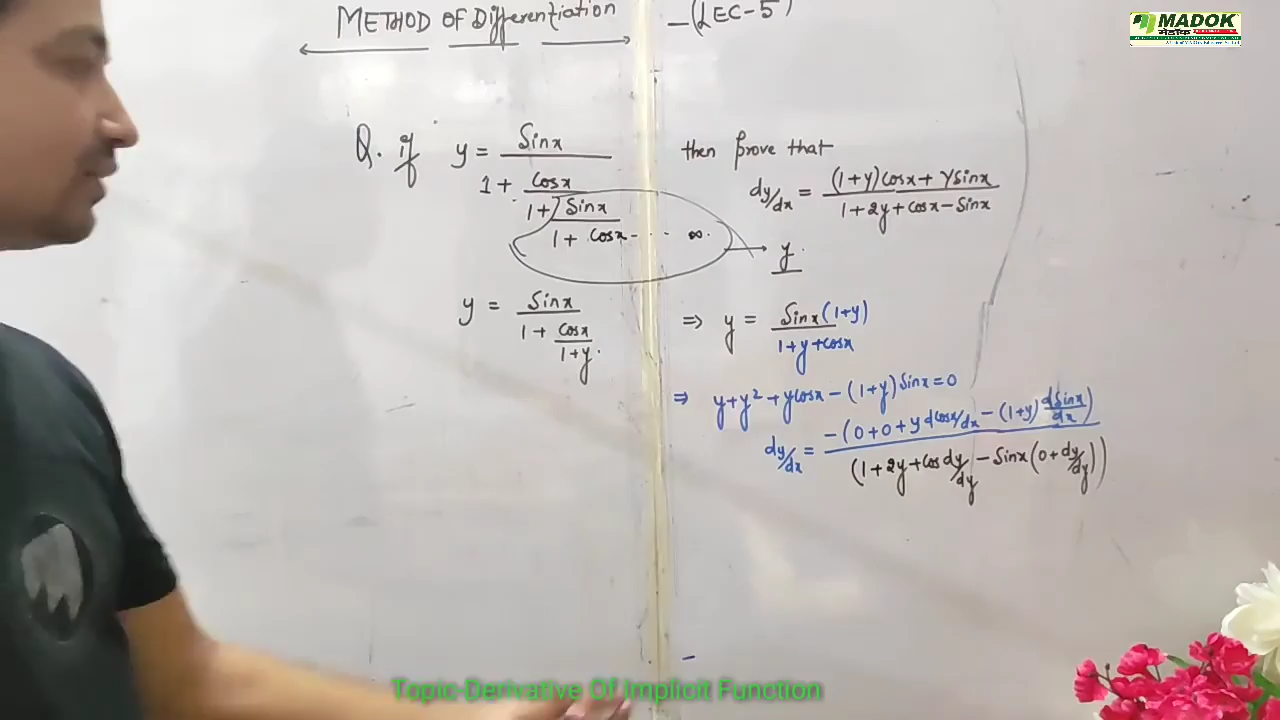 METHOD OF Differentiation – (LEC-5)
MADOK
Q. if y = Sinx / (1 + Cosx / (1 + Sinx / (1 + Cosx - - - ∞.))) then prove that
dy/dx = ((1+y)Cosx + YSinx) / (1+2y+Cosx-Sinx)
→ y.
y = Sinx / (1 + Cosx / (1+y)) ⇒ y = Sinx(1+y) / (1+y+cosx)
⇒ y+y² + ycosx - (1+y)Sinx = 0
dy/dx = -(0+0+y dcosx/dx - (1+y) dSinx/dx) / (1+2y+Cos dy/dy - Sinx(0+dy/dy))
Topic-Derivative Of Implicit Function